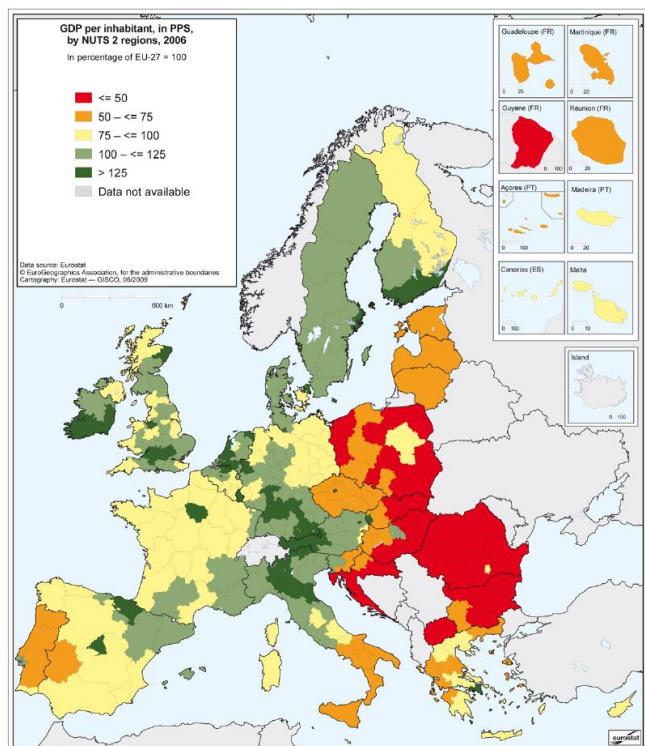 GDP per inhabitant, in PPS,
by NUTS 2 regions, 2006
In percentage of EU-27 = 100
<= 50
50 – <= 75
75 – <= 100
100 – <= 125
> 125
Data not available
Data source: Eurostat
© EuroGeographics Association, for the administrative boundaries
Cartography: Eurostat — GISCO, 06/2009
0 600 km
Guadeloupe (FR)
0 25
Martinique (FR)
0 20
Guyane (FR)
0 100
Réunion (FR)
0 20
Açores (PT)
0 100
Madeira (PT)
0 20
Canarias (ES)
0 100
Malta
0 10
Ísland
0 100
eurostat